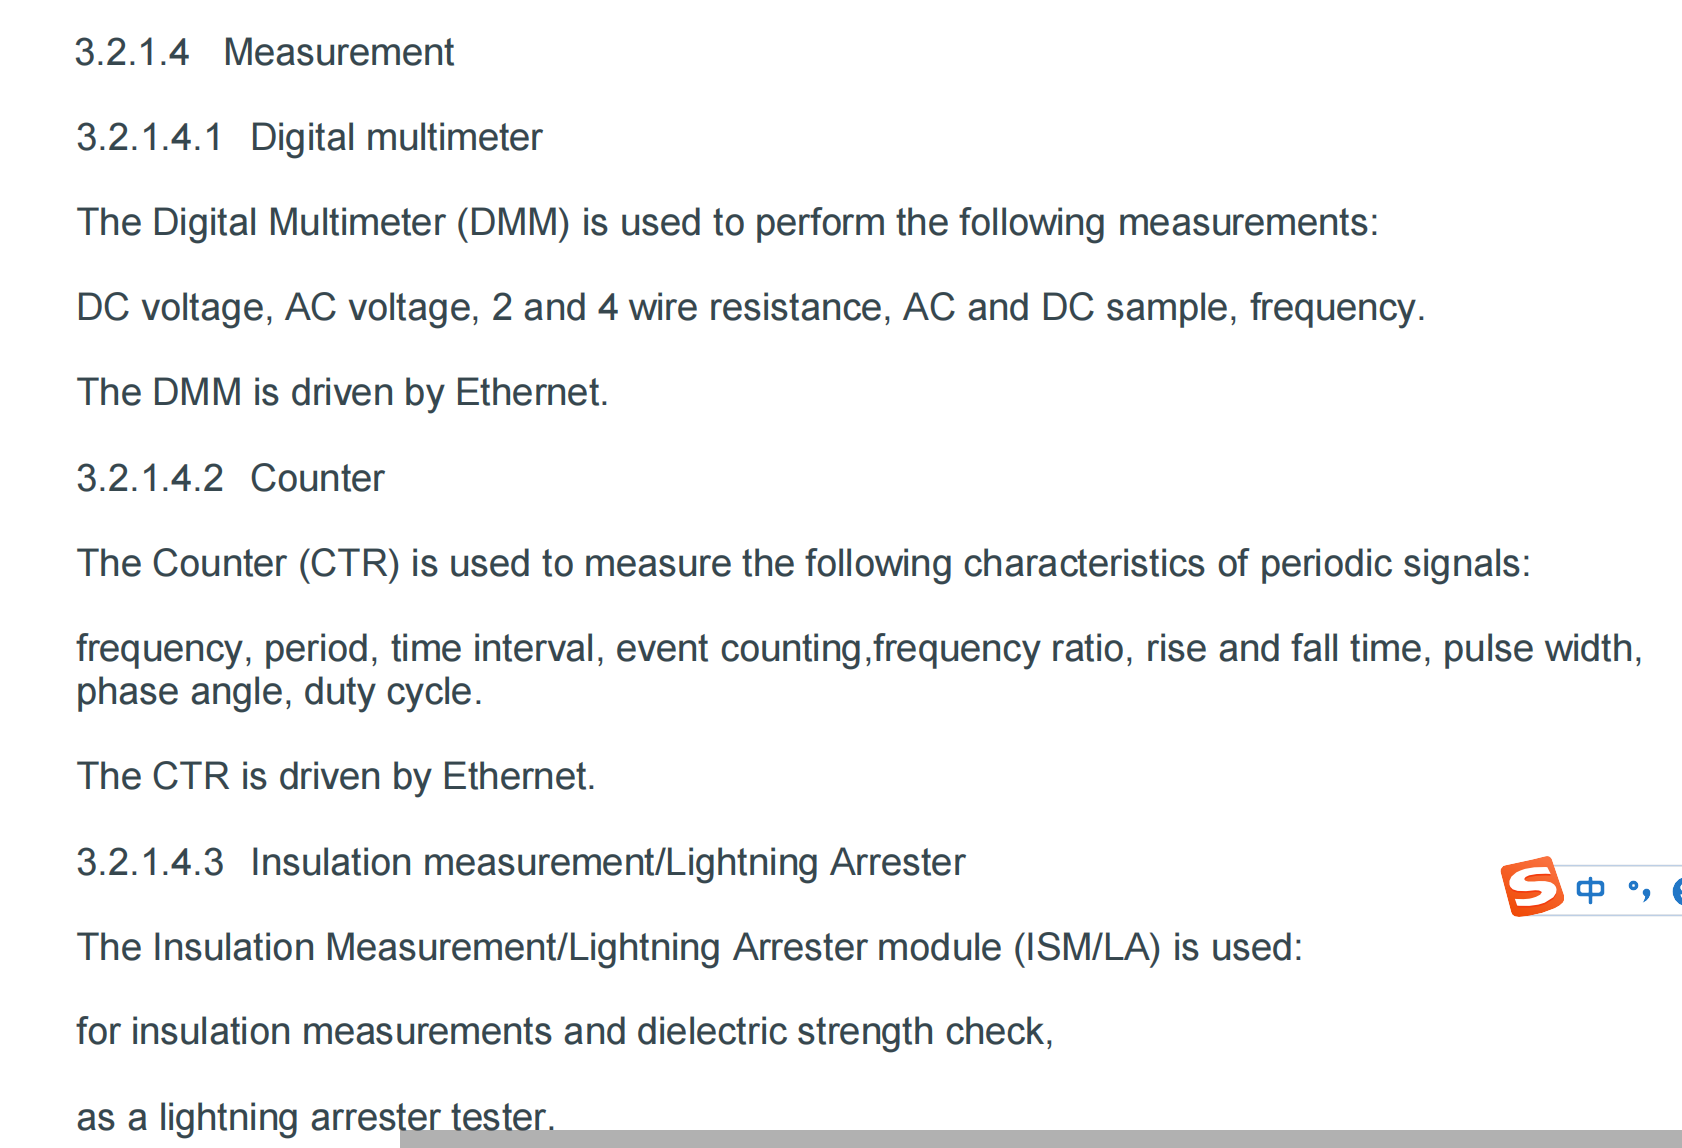 3.2.1.4 Measurement
3.2.1.4.1 Digital multimeter
The Digital Multimeter (DMM) is used to perform the following measurements:
DC voltage, AC voltage, 2 and 4 wire resistance, AC and DC sample, frequency.
The DMM is driven by Ethernet.
3.2.1.4.2 Counter
The Counter (CTR) is used to measure the following characteristics of periodic signals:
frequency, period, time interval, event counting,frequency ratio, rise and fall time, pulse width,
phase angle, duty cycle.
The CTR is driven by Ethernet.
3.2.1.4.3 Insulation measurement/Lightning Arrester
S 中 °,
The Insulation Measurement/Lightning Arrester module (ISM/LA) is used:
for insulation measurements and dielectric strength check,
as a lightning arrester tester.